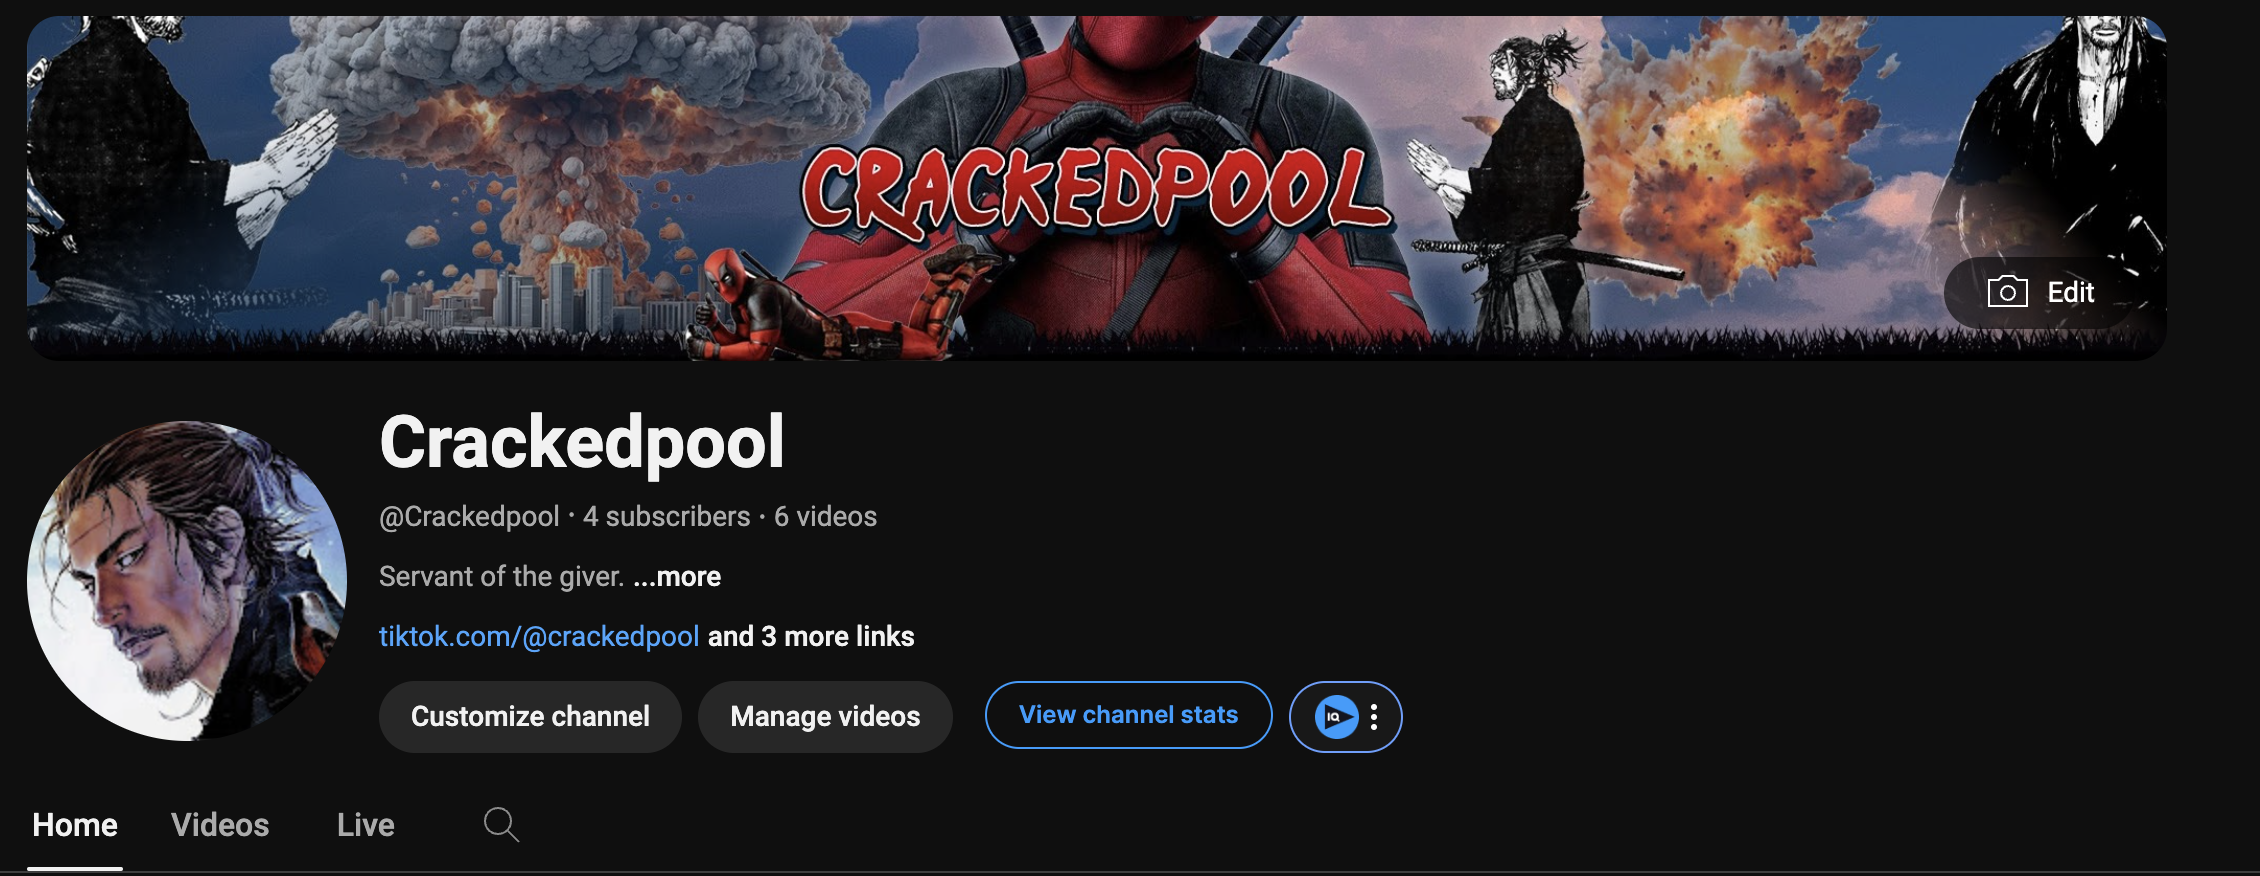 CRACKEDPOOL
Edit
Crackedpool
@Crackedpool · 4 subscribers · 6 videos
Servant of the giver. ...more
tiktok.com/@crackedpool and 3 more links
Customize channel
Manage videos
View channel stats
IQ
Home
Videos
Live